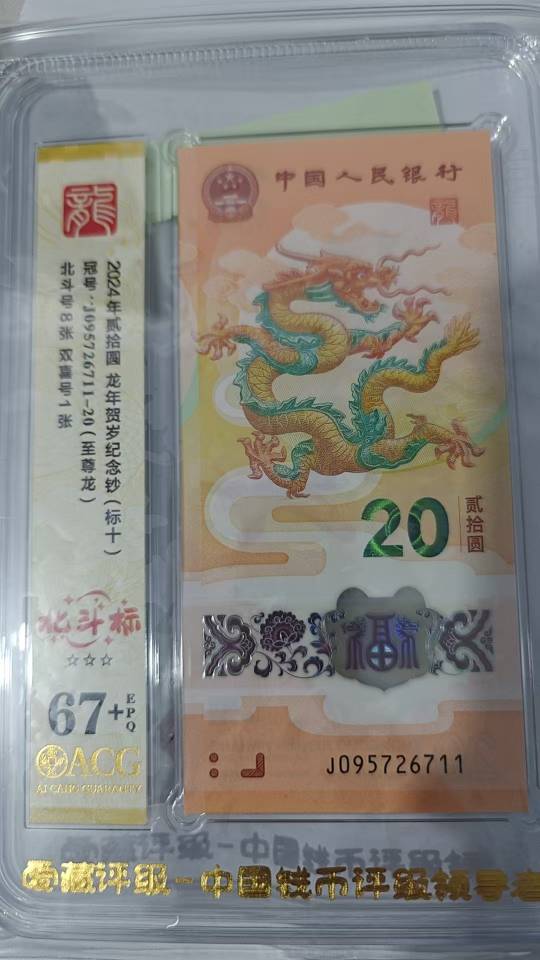 龍
2024年贰拾圆 龙年贺岁纪念钞(标十)
冠号:J095726711-20(至尊龙)
北斗号8张 双喜号1张
北斗标
☆☆☆
67+EPQ
ACG
AI CANG GUARANTY
中国人民银行
龍
20
贰拾圆
福
J095726711
爱藏评级-中国钱币评级领导者